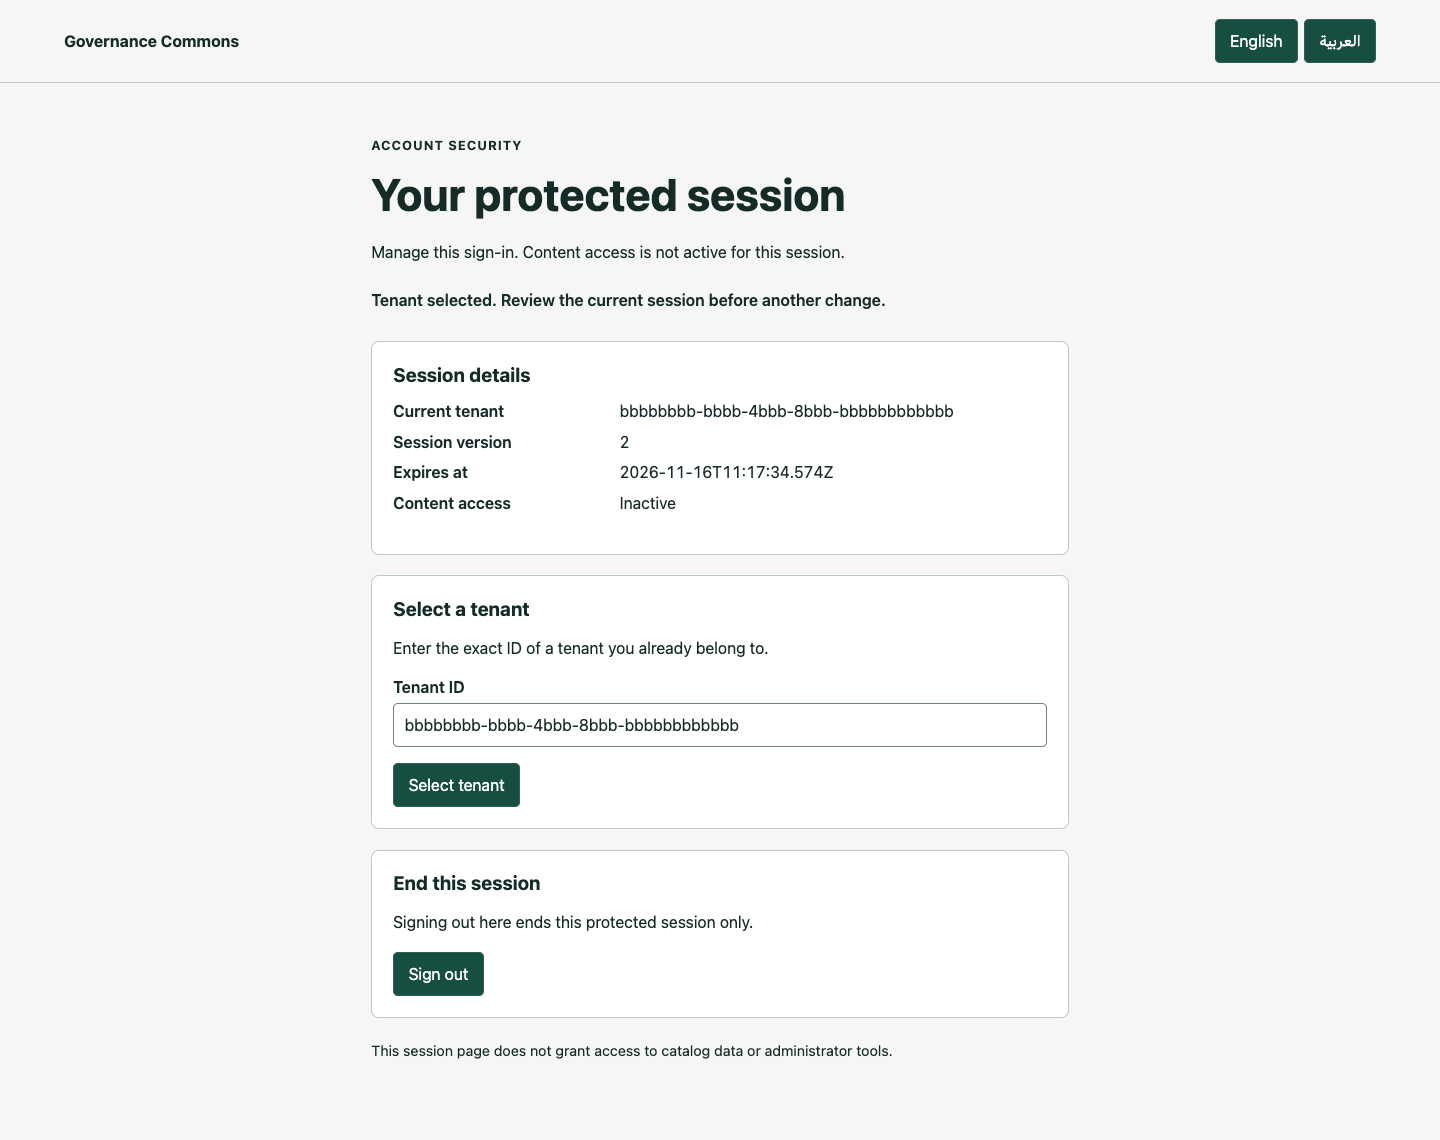 Governance Commons
English
العربية
ACCOUNT SECURITY
Your protected session
Manage this sign-in. Content access is not active for this session.
Tenant selected. Review the current session before another change.
Session details
Current tenant bbbbbbbb-bbbb-4bbb-8bbb-bbbbbbbbbbbb
Session version 2
Expires at 2026-11-16T11:17:34.574Z
Content access Inactive
Select a tenant
Enter the exact ID of a tenant you already belong to.
Tenant ID
bbbbbbbb-bbbb-4bbb-8bbb-bbbbbbbbbbbb
Select tenant
End this session
Signing out here ends this protected session only.
Sign out
This session page does not grant access to catalog data or administrator tools.